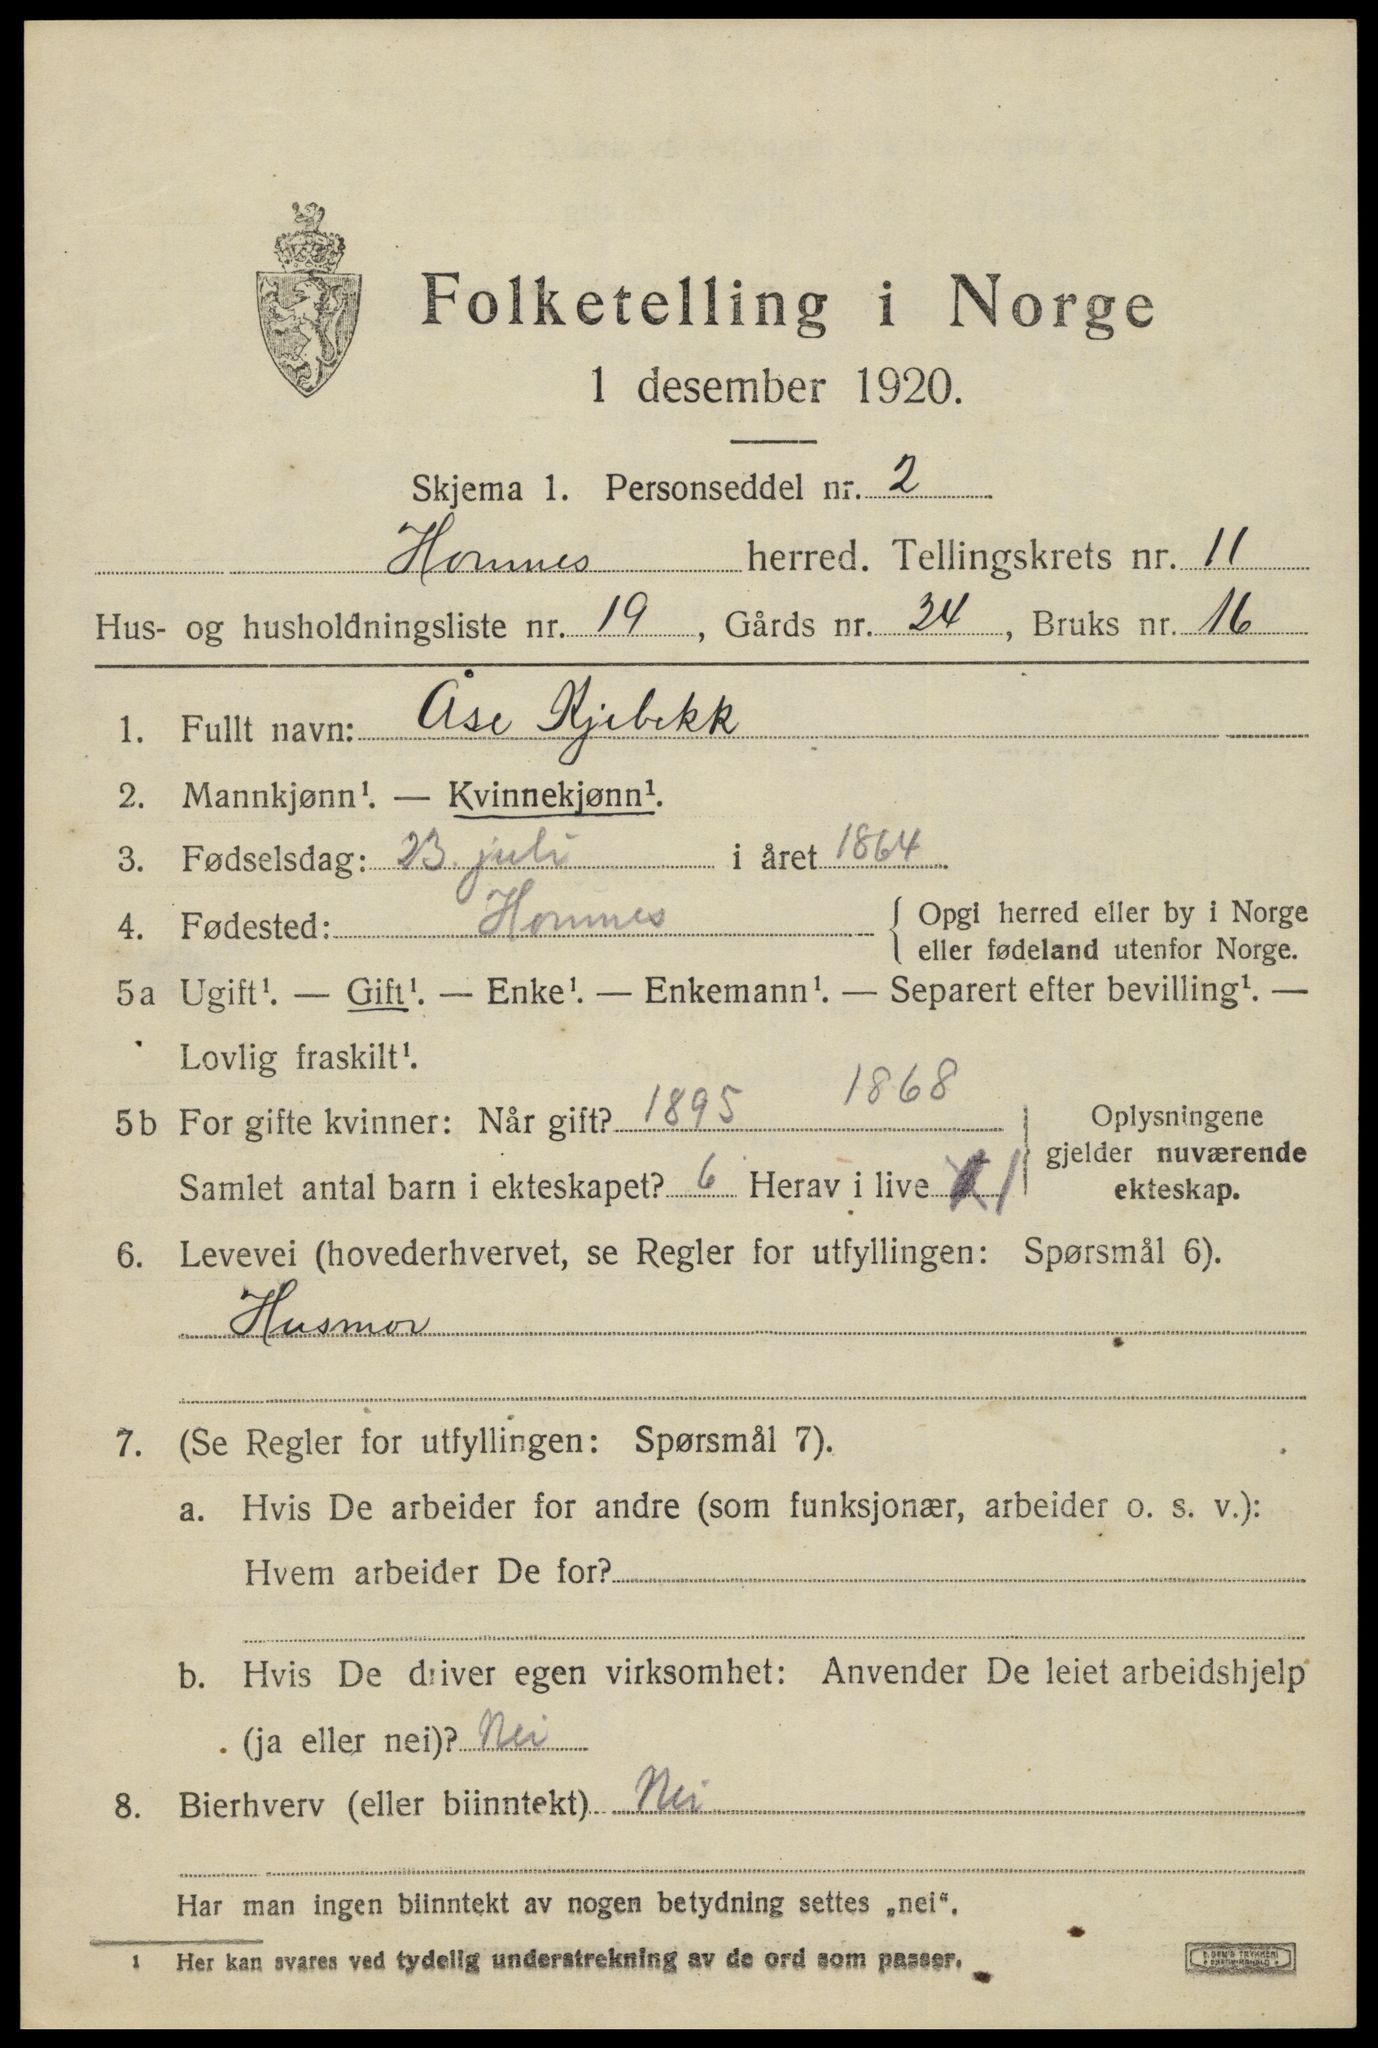 Folketelling i Norge
1 desember 1920.
Skjema 1. Personseddel nr. 2
Hornnes herred. Tellingskrets nr. 11
Hus- og husholdningsliste nr. 19, Gårds nr. 24, Bruks nr. 16
1. Fullt navn: Åse Kjebekk
2. Mannkjønn¹. — Kvinnekjønn¹.
3. Fødselsdag: 23. juli i året 1864.
4. Fødested: Hornnes { Opgi herred eller by i Norge
eller fødeland utenfor Norge.
5a Ugift¹. — Gift¹. — Enke¹. — Enkemann¹. — Separert efter bevilling¹. —
Lovlig fraskilt¹.
1868
5b For gifte kvinner: Når gift? 1895
Samlet antal barn i ekteskapet? 6 Herav i live 1
Oplysningene
gjelder nuværende
ekteskap.
6. Levevei (hovederhvervet, se Regler for utfyllingen: Spørsmål 6).
Husmor
7. (Se Regler for utfyllingen: Spørsmål 7).
a. Hvis De arbeider for andre (som funksjonær, arbeider o. s. v.):
Hvem arbeider De for?
b. Hvis De driver egen virksomhet: Anvender De leiet arbeidshjelp
(ja eller nei)? Nei
8. Bierhverv (eller biinntekt) Nei
Har man ingen biinntekt av nogen betydning settes „nei“.
1 Her kan svares ved tydelig understrekning av de ord som passer.